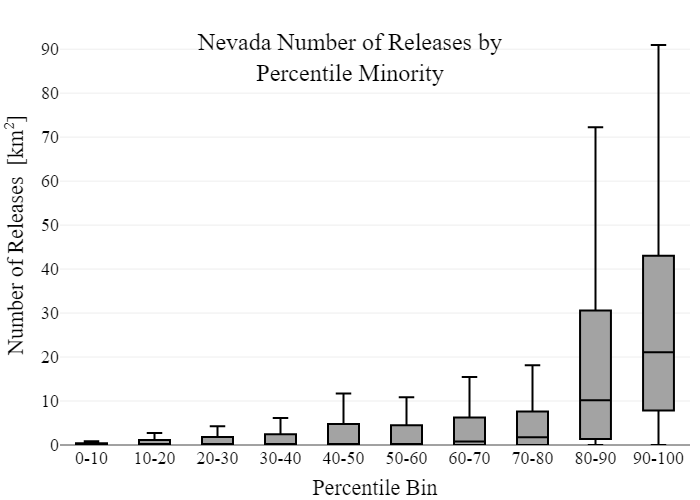 Nevada Number of Releases by
Percentile Minority
Number of Releases [km²]
90
80
70
60
50
40
30
20
10
0
0-10 10-20 20-30 30-40 40-50 50-60 60-70 70-80 80-90 90-100
Percentile Bin